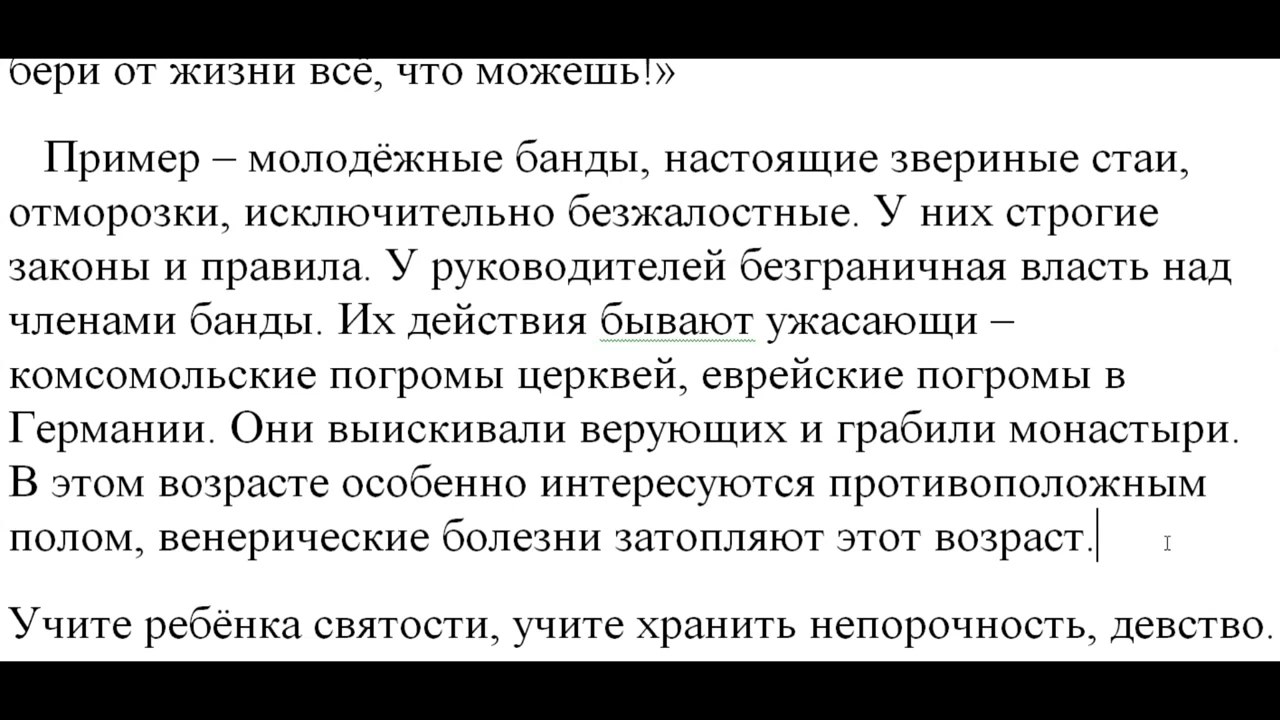 бери от жизни всё, что можешь!»
Пример – молодёжные банды, настоящие звериные стаи,
отморозки, исключительно безжалостные. У них строгие
законы и правила. У руководителей безграничная власть над
членами банды. Их действия бывают ужасающи –
комсомольские погромы церквей, еврейские погромы в
Германии. Они выискивали верующих и грабили монастыри.
В этом возрасте особенно интересуются противоположным
полом, венерические болезни затопляют этот возраст.
Учите ребёнка святости, учите хранить непорочность, девство.